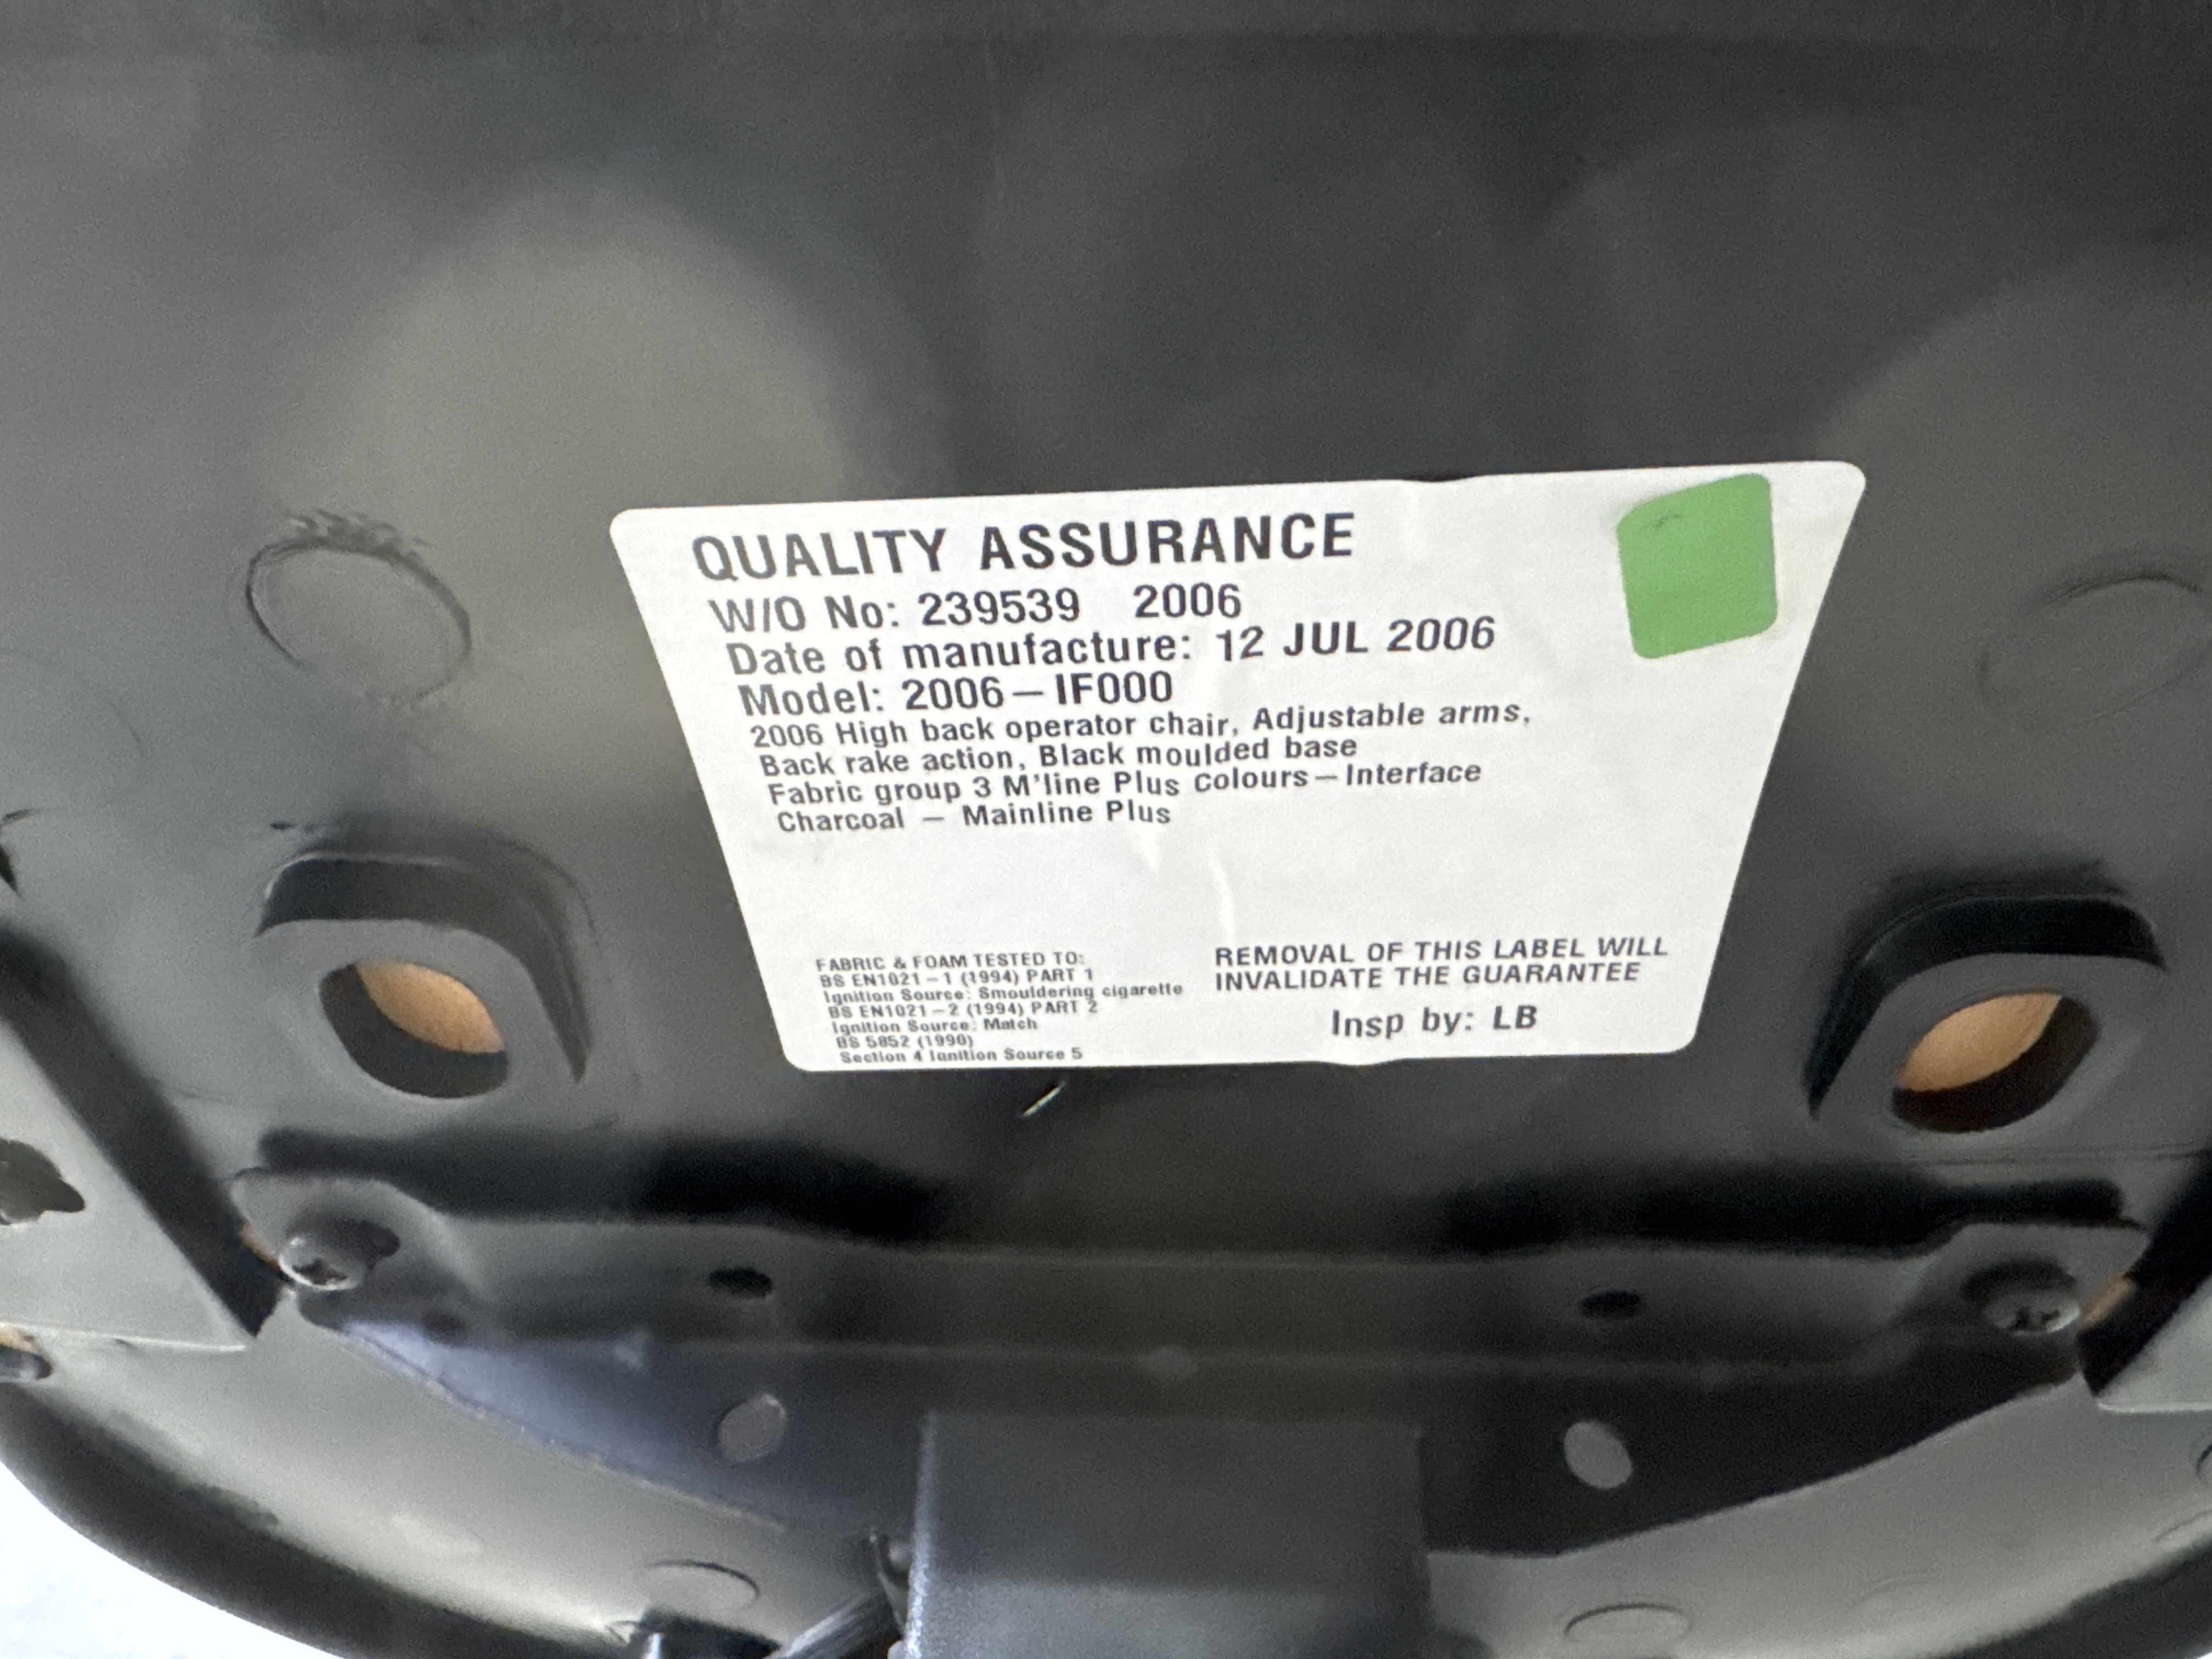 QUALITY ASSURANCE
W/O No: 239539 2006
Date of manufacture: 12 JUL 2006
Model: 2006-IF000
2006 High back operator chair, Adjustable arms,
Back rake action, Black moulded base
Fabric group 3 M'line Plus colours-Interface
Charcoal - Mainline Plus
FABRIC & FOAM TESTED TO:
BS EN1021-1 (1994) PART 1
Ignition Source: Smouldering cigarette
BS EN1021-2 (1994) PART 2
Ignition Source: Match
BS 5852 (1990)
Section 4 Ignition Source 5
REMOVAL OF THIS LABEL WILL
INVALIDATE THE GUARANTEE
Insp by: LB